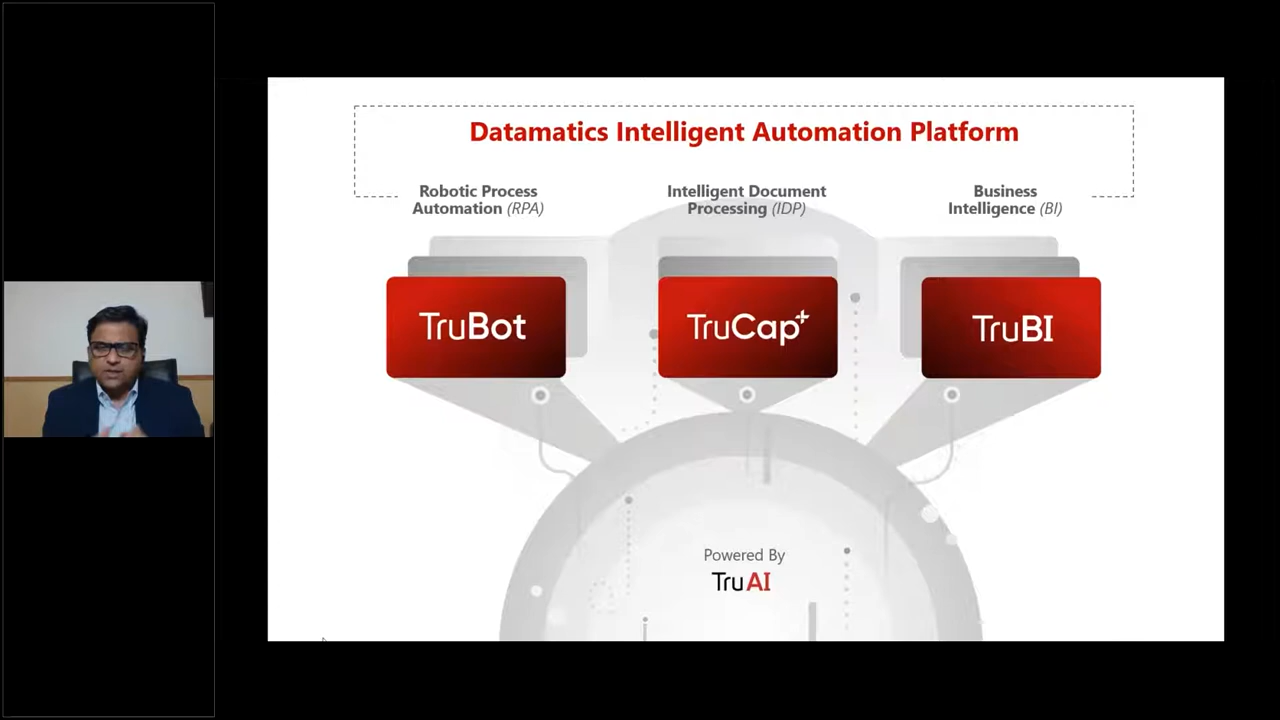 Datamatics Intelligent Automation Platform
Robotic Process
Automation (RPA)
Intelligent Document
Processing (IDP)
Business
Intelligence (BI)
TruBot
TruCap+
TruBI
Powered By
TruAI